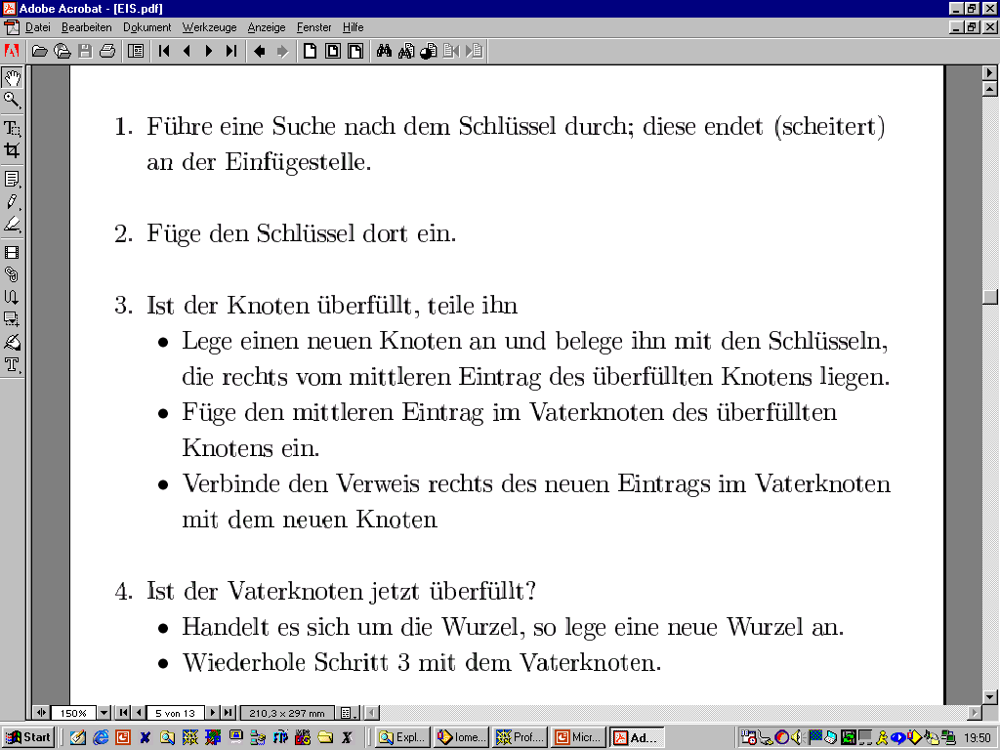 Adobe Acrobat - [EIS.pdf]
Datei Bearbeiten Dokument Werkzeuge Anzeige Fenster Hilfe
1. Führe eine Suche nach dem Schlüssel durch; diese endet (scheitert)
an der Einfügestelle.
2. Füge den Schlüssel dort ein.
3. Ist der Knoten überfüllt, teile ihn
• Lege einen neuen Knoten an und belege ihn mit den Schlüsseln,
die rechts vom mittleren Eintrag des überfüllten Knotens liegen.
• Füge den mittleren Eintrag im Vaterknoten des überfüllten
Knotens ein.
• Verbinde den Verweis rechts des neuen Eintrags im Vaterknoten
mit dem neuen Knoten
4. Ist der Vaterknoten jetzt überfüllt?
• Handelt es sich um die Wurzel, so lege eine neue Wurzel an.
• Wiederhole Schritt 3 mit dem Vaterknoten.
150% 5 von 13 210,3 x 297 mm
Start Expl... Iome... Prof.... Micr... Ad... 19:50